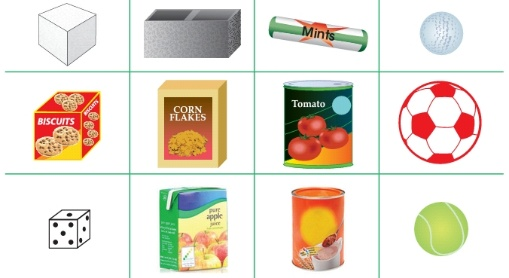 Mints
BISCUITS
BISCUITS
CORN
FLAKES
Tomato
pure
apple
juice